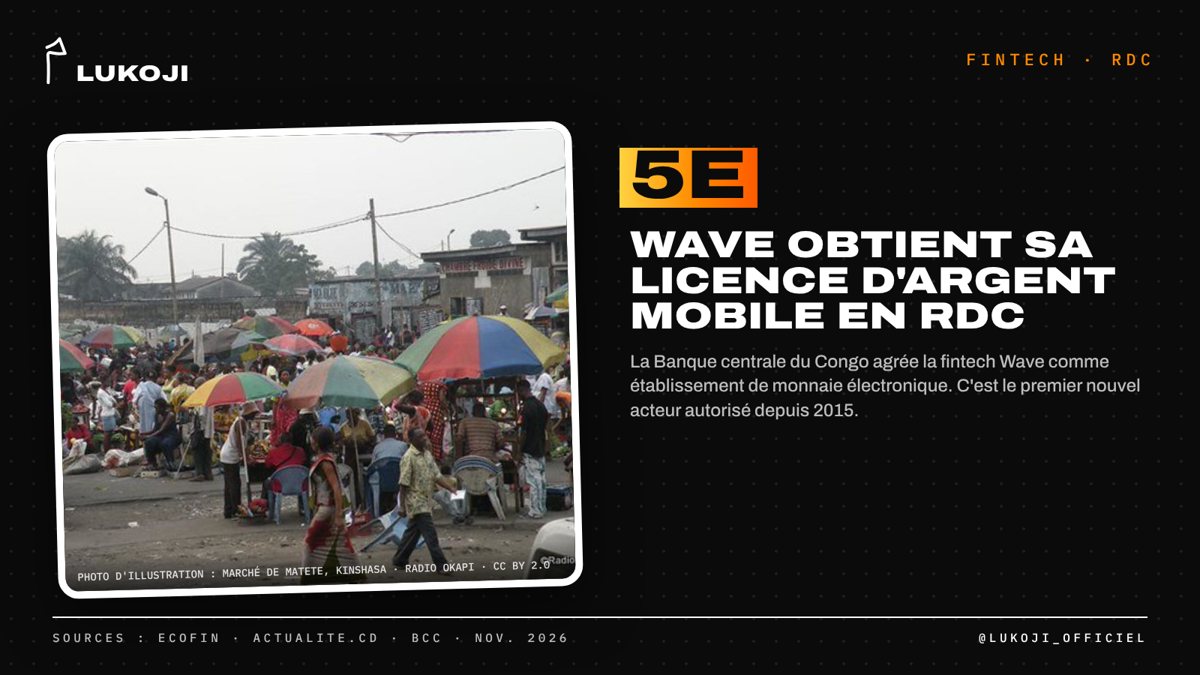 LUKOJI
FINTECH · RDC
5E
WAVE OBTIENT SA
LICENCE D'ARGENT
MOBILE EN RDC
La Banque centrale du Congo agrée la fintech Wave comme
établissement de monnaie électronique. C'est le premier nouvel
acteur autorisé depuis 2015.
PHOTO D'ILLUSTRATION : MARCHÉ DE MATETE, KINSHASA · RADIO OKAPI · CC BY 2.0
©Radio
SOURCES : ECOFIN · ACTUALITE.CD · BCC · NOV. 2026
@LUKOJI_OFFICIEL